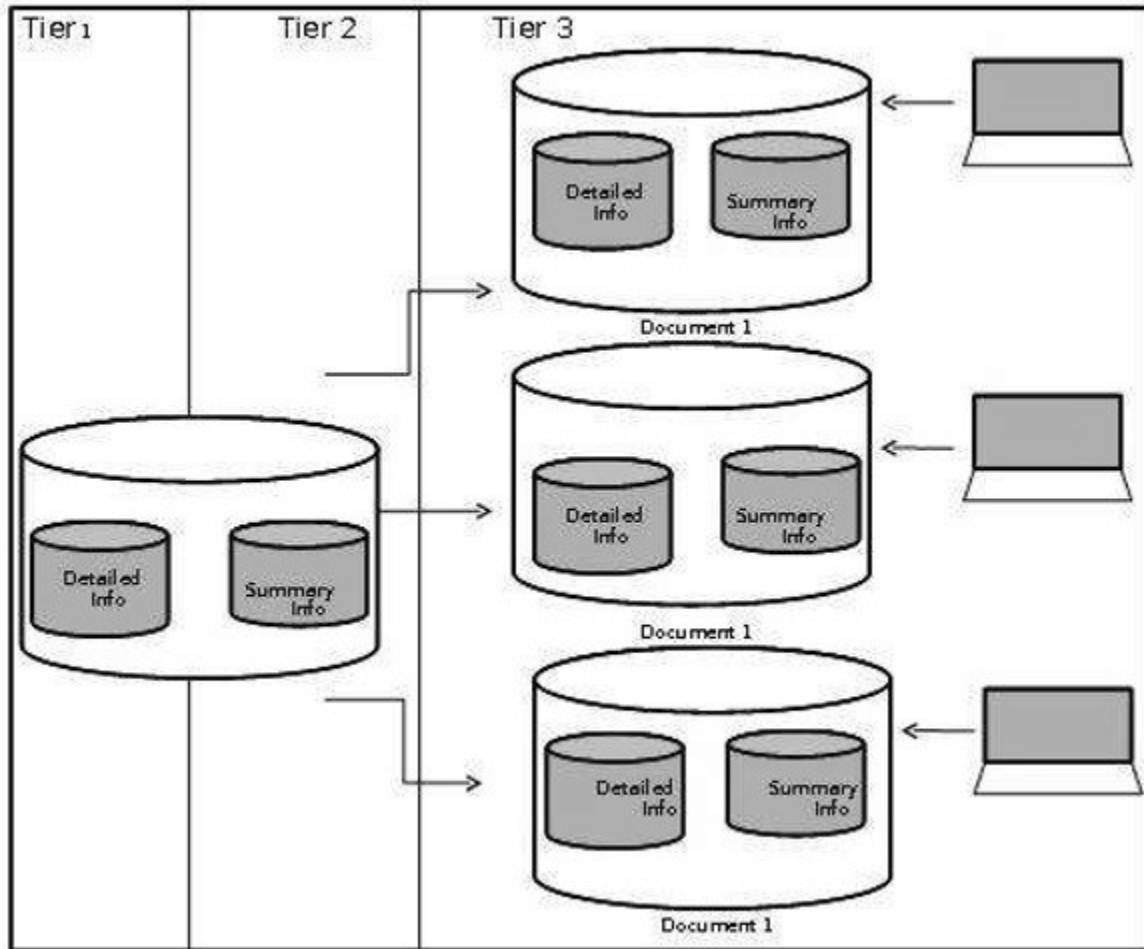 Tier 1
Tier 2
Tier 3
Detailed
Info
Summary
Info
Document 1
Detailed
Info
Summary
Info
Document 1
Detailed
Info
Summary
Info
Detailed
Info
Summary
Info
Document 1